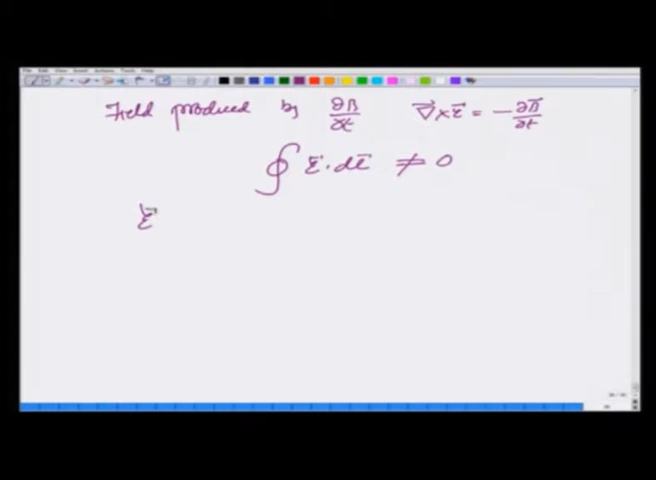 Field produced by ∂B/∂t   ∇⃗×ε⃗ = −∂B⃗/∂t
∮ ε⃗·dl⃗ ≠ 0
ε⃗